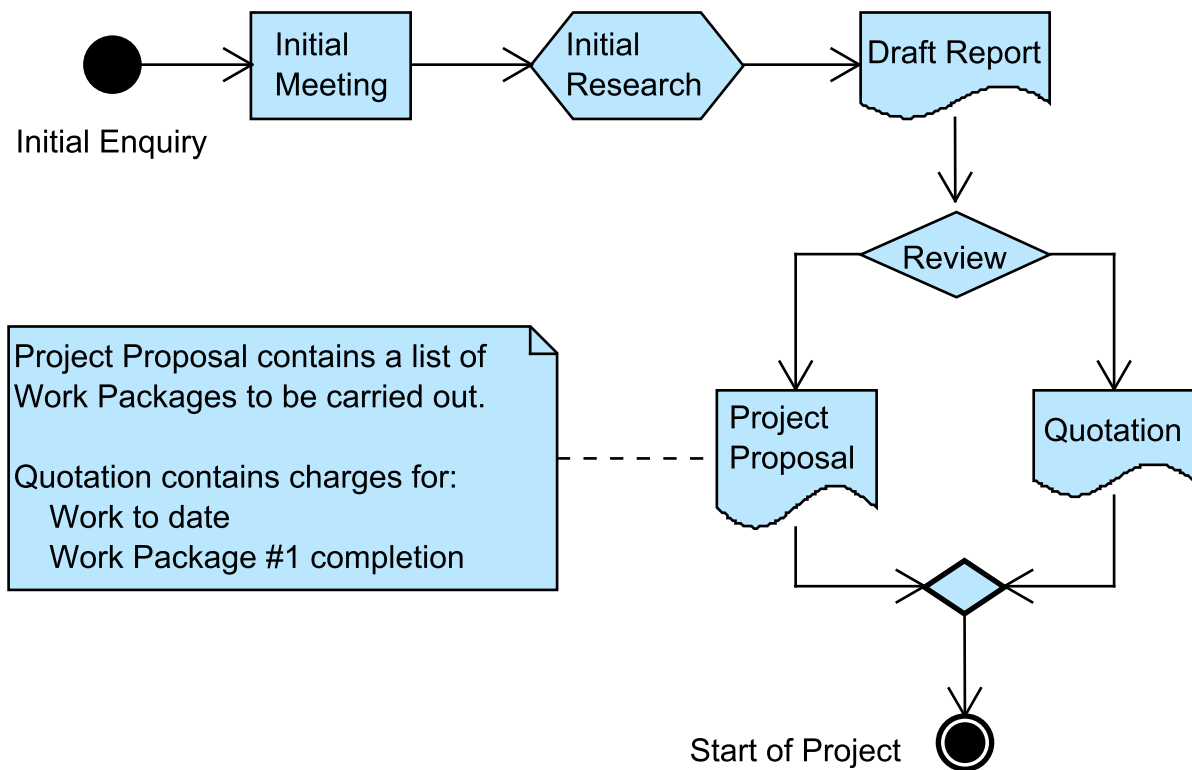 Initial
Meeting
Initial
Research
Draft Report
Initial Enquiry
Review
Project Proposal contains a list of
Work Packages to be carried out.
Quotation contains charges for:
Work to date
Work Package #1 completion
Project
Proposal
Quotation
Start of Project